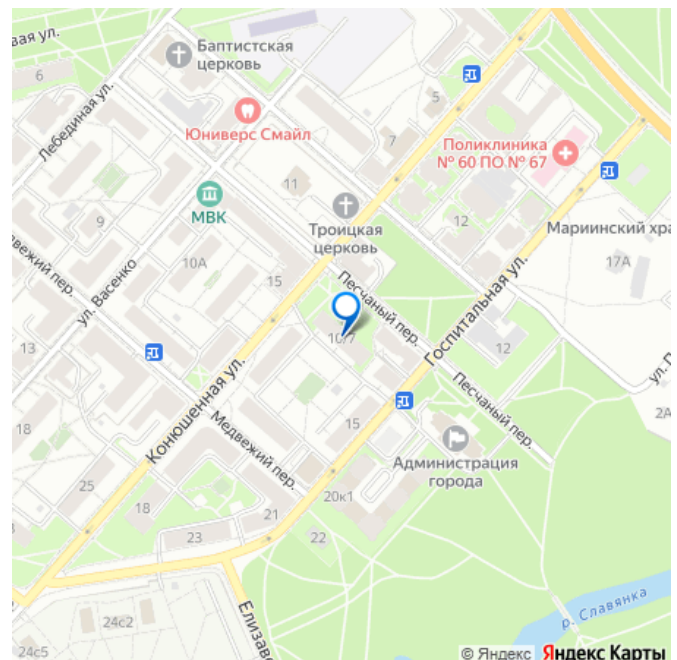 вая ул.
6
Баптистская
церковь
5
Лебединая ул.
Юниверс Смайл
7
Поликлиника
№ 60 ПО № 67
11
МВК
9
Троицкая
церковь
12
Мариинский хра
17А
Медвежий пер.
10А
ул. Васенко
15
Песчаный пер.
Госпитальная ул.
13
10/7
12
Конюшенная ул.
Песчаный пер.
2А
18
15
Медвежий пер.
Администрация
города
25
20к1
18
21
23
22
24с2
Елизаве
р. Славянка
24с5
© Яндекс Яндекс Карты